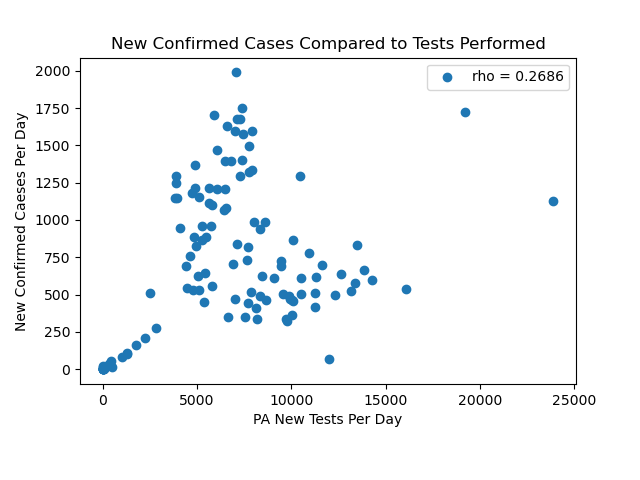 New Confirmed Cases Compared to Tests Performed
rho = 0.2686
New Confirmed Caeses Per Day
2000
1750
1500
1250
1000
750
500
250
0
0 5000 10000 15000 20000 25000
PA New Tests Per Day